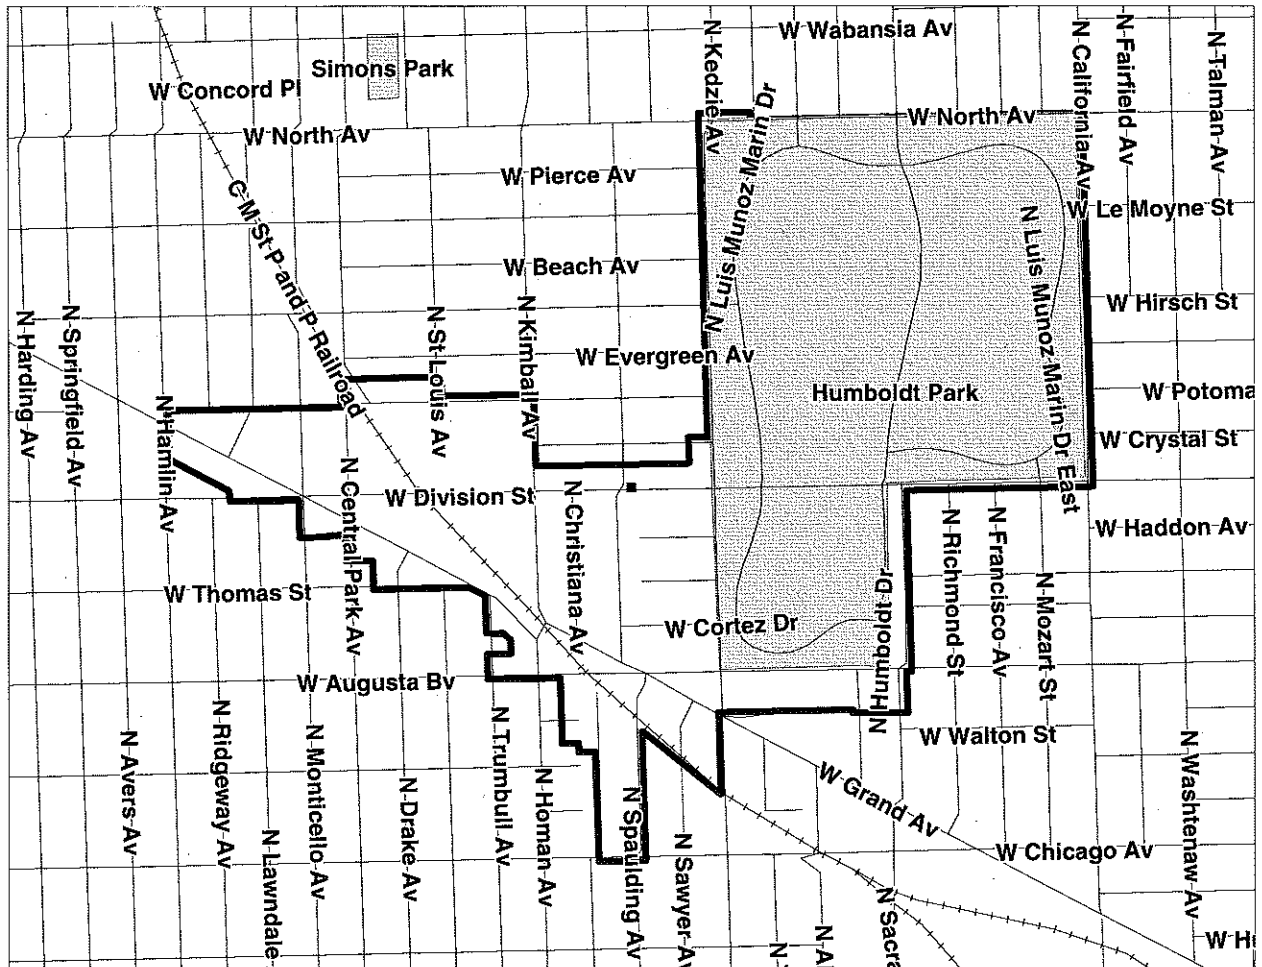 W Wabansia Av
N Kedzie Av
N California Av
N Fairfield Av
N Talman Av
Simons Park
W Concord Pl
W North Av
W North Av
N Luis Munoz Marin Dr
C M St P and P Railroad
W Pierce Av
W Le Moyne St
N Luis Munoz Marin Dr East
W Beach Av
W Hirsch St
N Harding Av
N Springfield Av
N St Louis Av
N Kimball Av
W Evergreen Av
Humboldt Park
W Potoma
N Hamlin Av
W Crystal St
N Central Park Av
W Division St
N Christiana Av
N Richmond St
N Francisco Av
W Haddon Av
W Thomas St
N Humboldt Dr
N Mozart St
W Cortez Dr
W Augusta Bv
N Ridgeway Av
N Trumbull Av
N Avers Av
N Monticello Av
W Walton St
N Washtenaw Av
N Drake Av
N Homan Av
W Grand Av
N Spaulding Av
N Lawndale
N Sawyer Av
W Chicago Av
N Sacra
W H